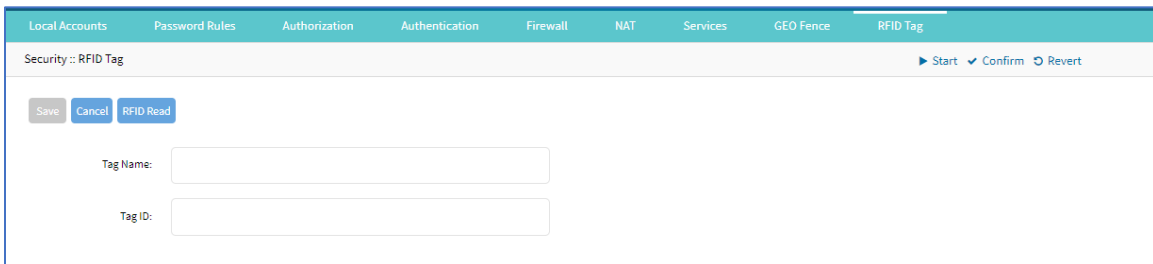 Local Accounts Password Rules Authorization Authentication Firewall NAT Services GEO Fence RFID Tag
Security :: RFID Tag Start Confirm Revert
Save Cancel RFID Read
Tag Name:
Tag ID: